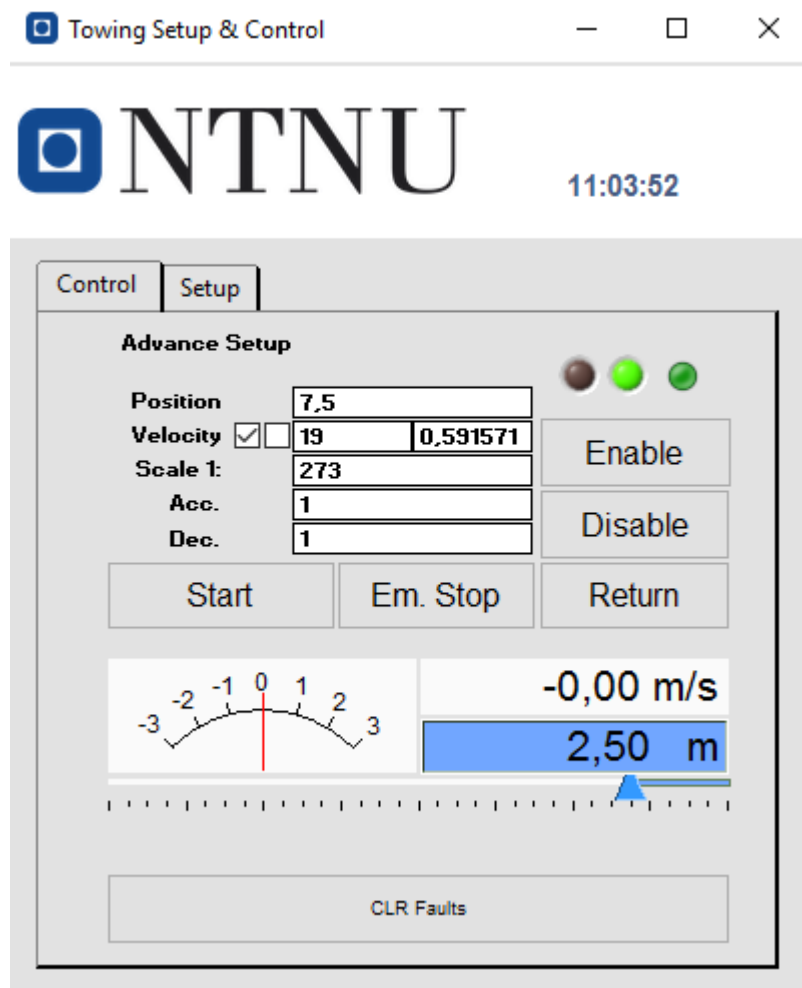 Towing Setup & Control
NTNU
11:03:52
Control Setup
Advance Setup
Position 7,5
Velocity 19 0,591571
Scale 1: 273
Acc. 1
Dec. 1
Enable
Disable
Start Em. Stop Return
-3 -2 -1 0 1 2 3
-0,00 m/s
2,50 m
CLR Faults